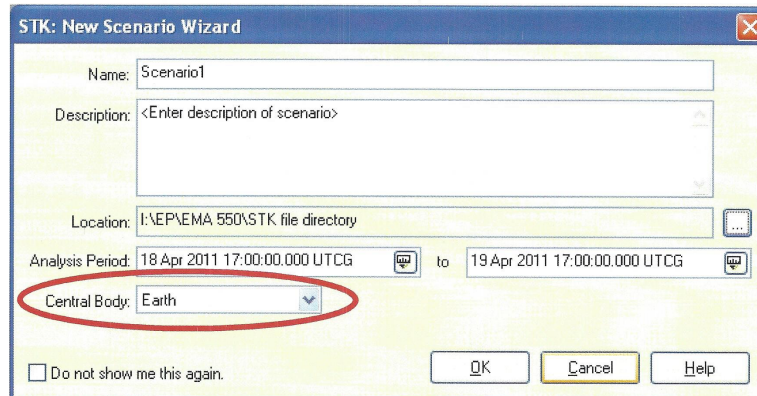 STK: New Scenario Wizard
Name: Scenario1
Description: <Enter description of scenario>
Location: I:\EP\EMA 550\STK file directory ...
Analysis Period: 18 Apr 2011 17:00:00.000 UTCG to 19 Apr 2011 17:00:00.000 UTCG
Central Body: Earth
Do not show me this again. OK Cancel Help